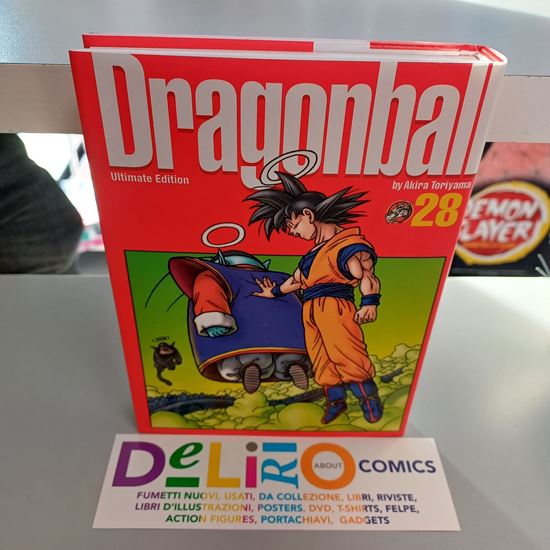 Dragonball
Ultimate Edition
by Akira Toriyama
28
DEMON
SLAYER
DeLiRiO ABOUT COMICS
FUMETTI NUOVI, USATI, DA COLLEZIONE, LIBRI, RIVISTE,
LIBRI D'ILLUSTRAZIONI, POSTERS, DVD, T-SHIRTS, FELPE,
ACTION FIGURES, PORTACHIAVI, GADGETS